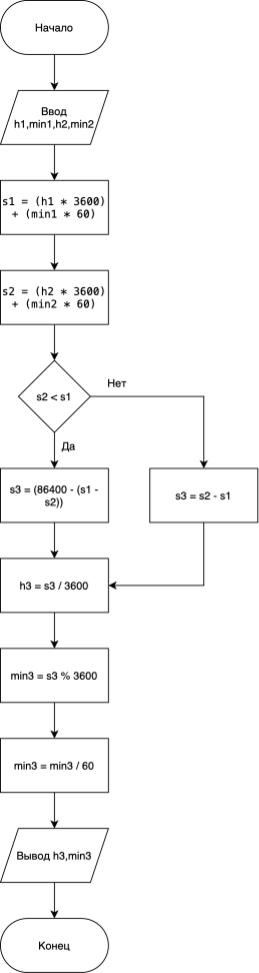 Начало
Ввод
h1,min1,h2,min2
s1 = (h1 * 3600)
+ (min1 * 60)
s2 = (h2 * 3600)
+ (min2 * 60)
s2 < s1
Нет
Да
s3 = (86400 - (s1 -
s2))
s3 = s2 - s1
h3 = s3 / 3600
min3 = s3 % 3600
min3 = min3 / 60
Вывод h3,min3
Конец